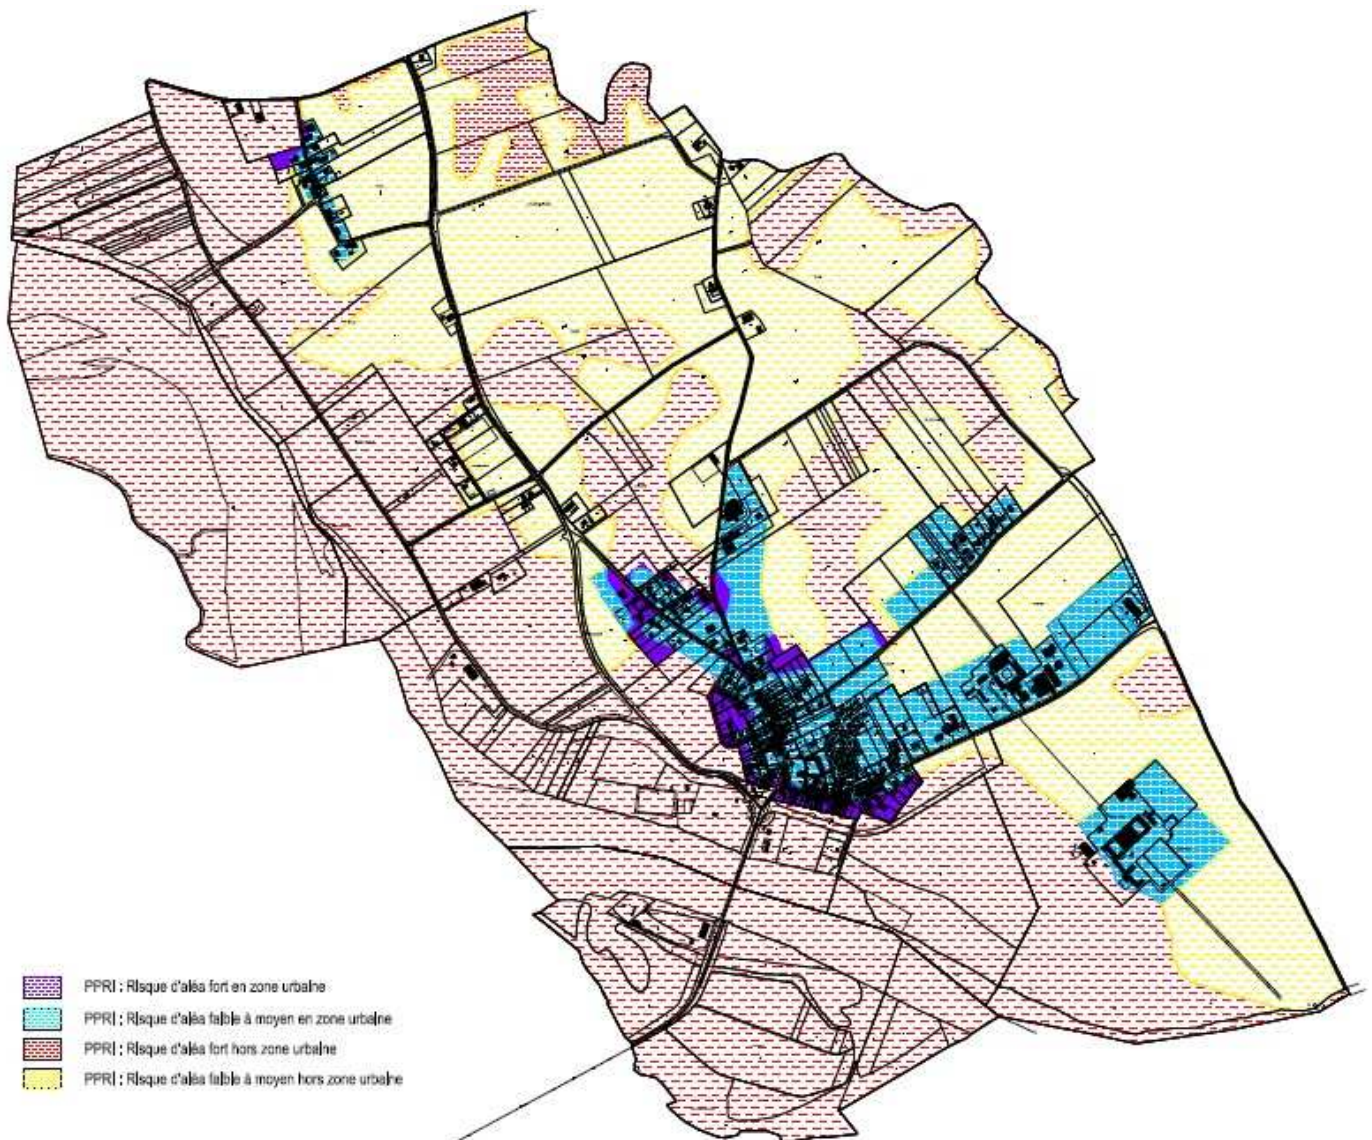 PPRI : Risque d'aléa fort en zone urbaine
PPRI : Risque d'aléa faible à moyen en zone urbaine
PPRI : Risque d'aléa fort hors zone urbaine
PPRI : Risque d'aléa faible à moyen hors zone urbaine